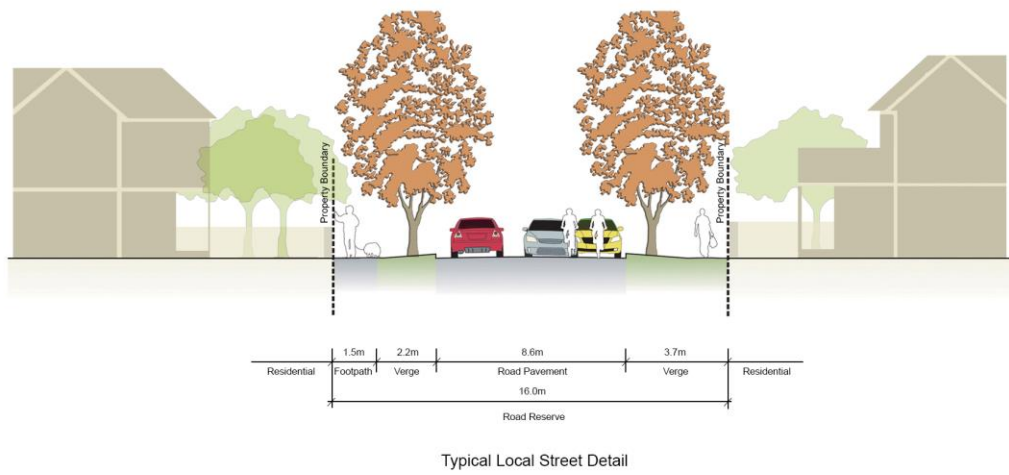 Property Boundary
Property Boundary
1.5m 2.2m 8.6m 3.7m
Residential Footpath Verge Road Pavement Verge Residential
16.0m
Road Reserve
Typical Local Street Detail